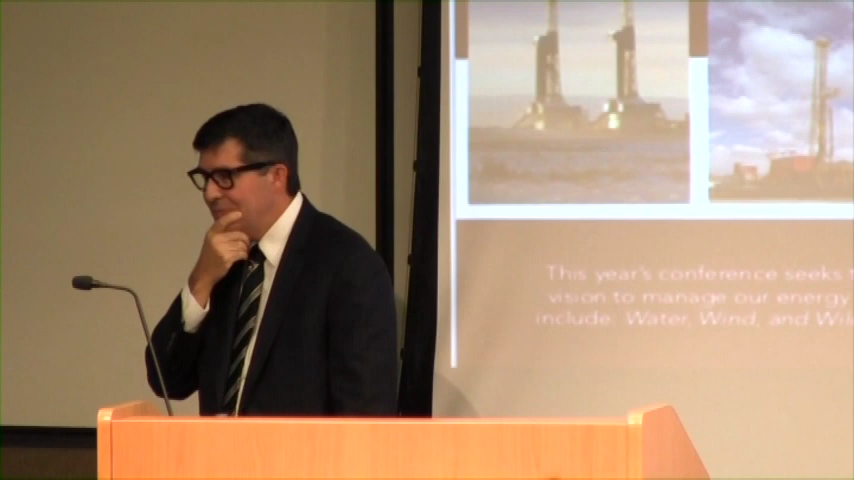 This year's conference seeks
vision to manage our energy
include: Water, Wind, and